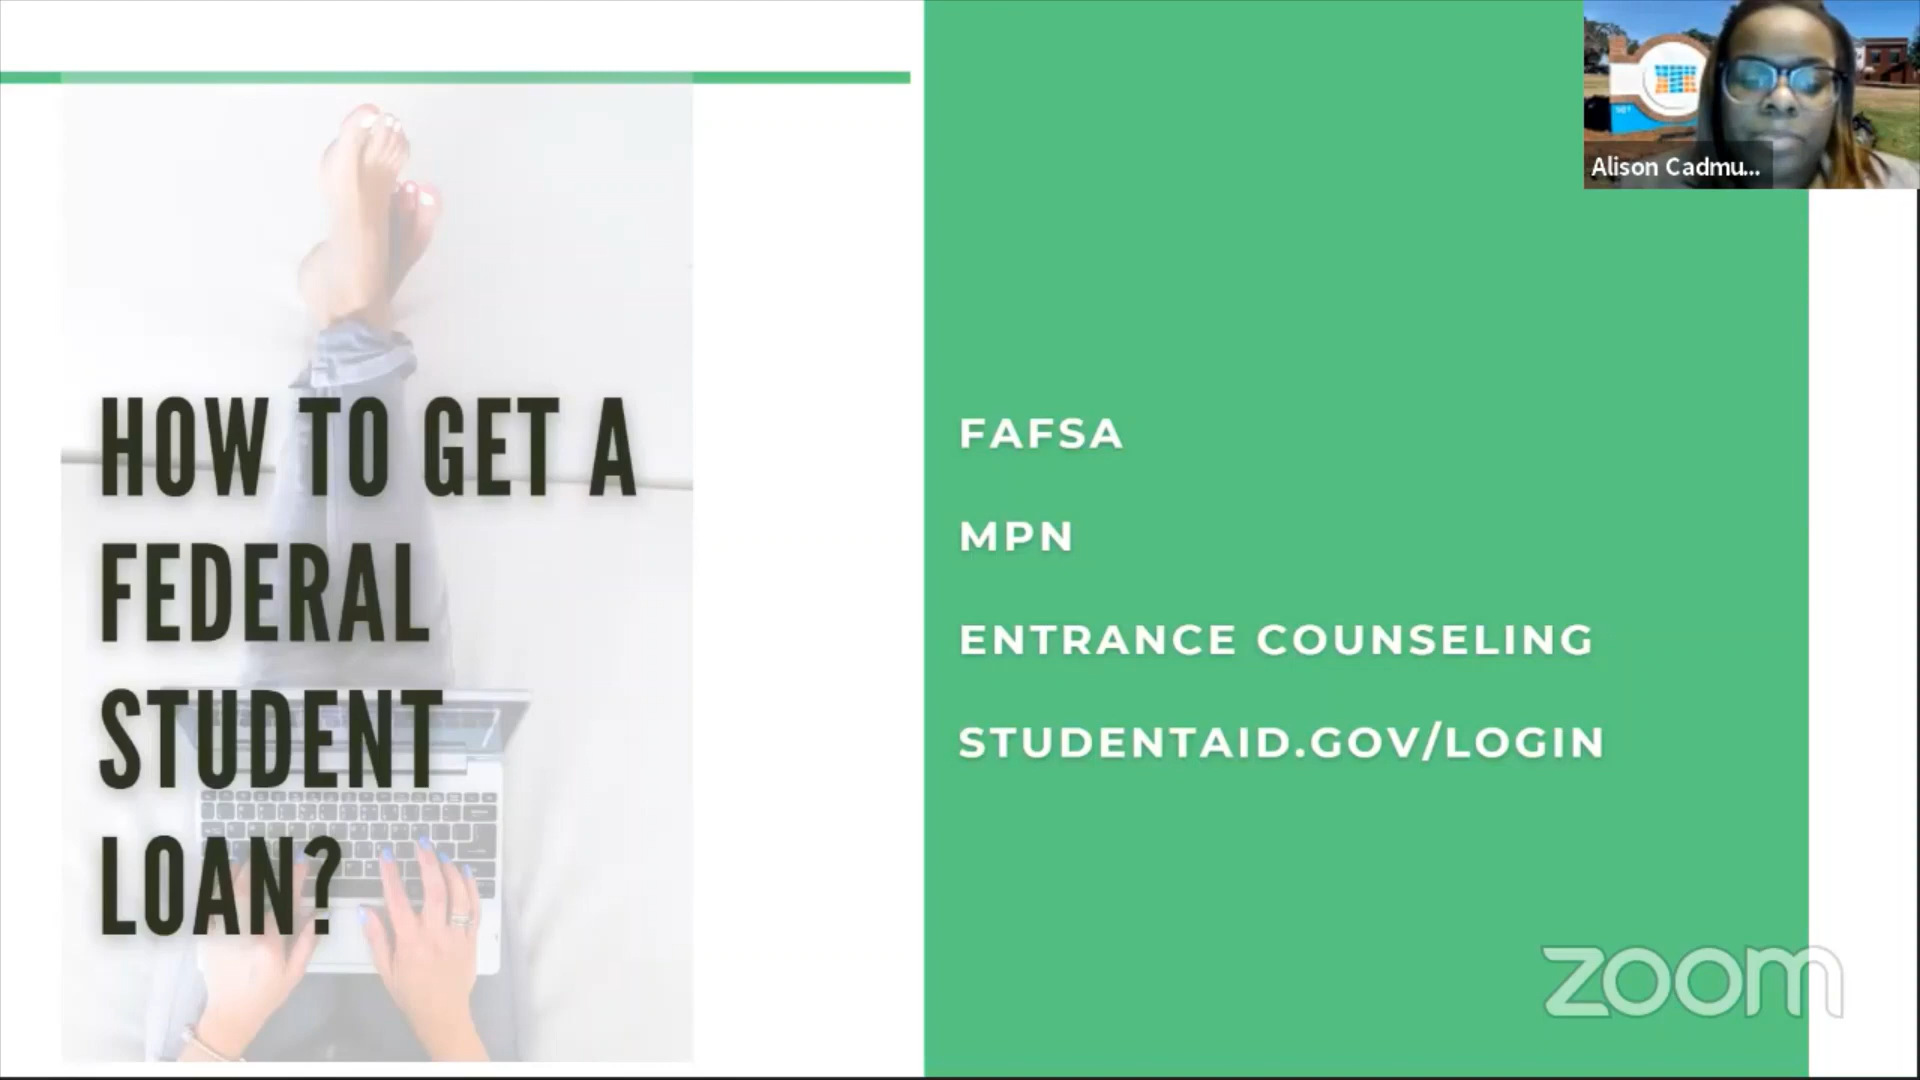 HOW TO GET A
FEDERAL
STUDENT
LOAN?
FAFSA
MPN
ENTRANCE COUNSELING
STUDENTAID.GOV/LOGIN
Alison Cadmu...
zoom